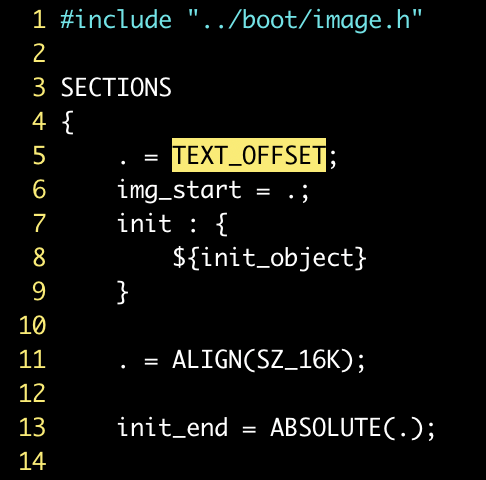 1 #include "../boot/image.h"
2
3 SECTIONS
4 {
5     . = TEXT_OFFSET;
6     img_start = .;
7     init : {
8         ${init_object}
9     }
10
11     . = ALIGN(SZ_16K);
12
13     init_end = ABSOLUTE(.);
14